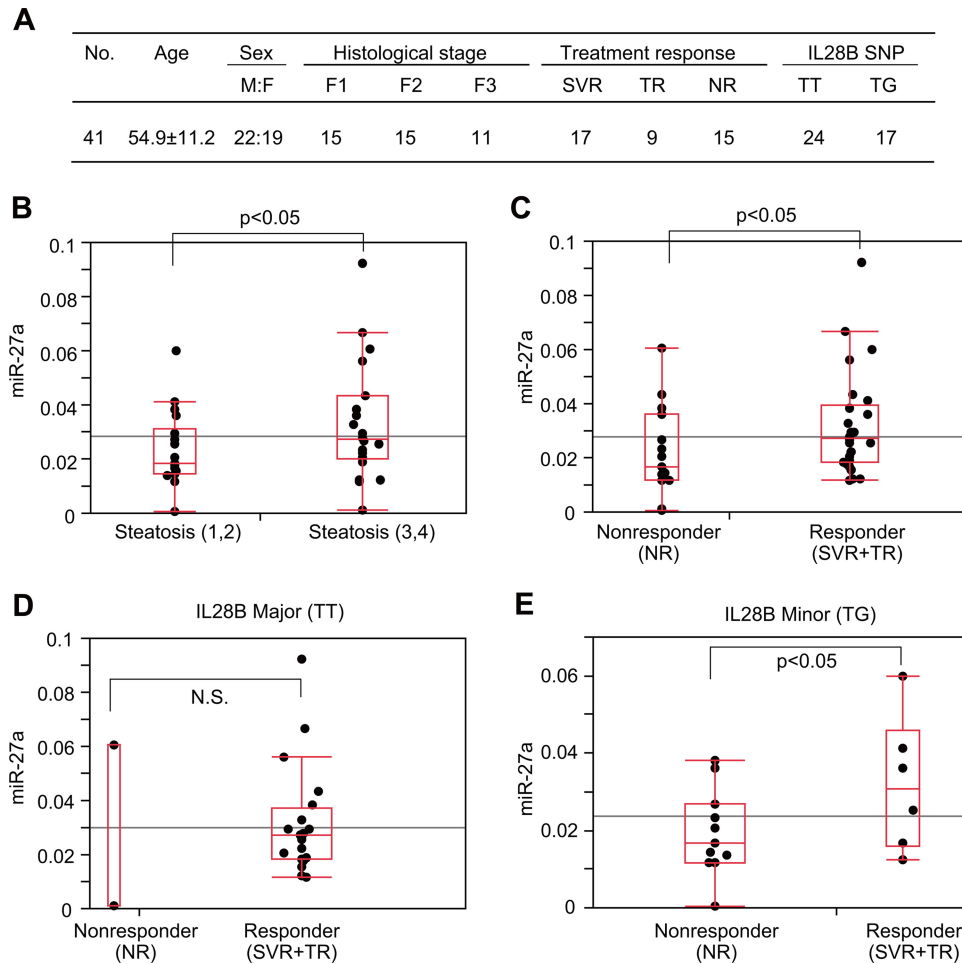 A
No. Age Sex Histological stage Treatment response IL28B SNP
M:F F1 F2 F3 SVR TR NR TT TG
41 54.9±11.2 22:19 15 15 11 17 9 15 24 17
B
p<0.05
0.1
0.08
0.06
0.04
0.02
0
miR-27a
Steatosis (1,2) Steatosis (3,4)
C
p<0.05
0.1
0.08
0.06
0.04
0.02
0
miR-27a
Nonresponder Responder
(NR) (SVR+TR)
D
IL28B Major (TT)
N.S.
0.1
0.08
0.06
0.04
0.02
0
miR-27a
Nonresponder Responder
(NR) (SVR+TR)
E
IL28B Minor (TG)
p<0.05
0.06
0.04
0.02
0
miR-27a
Nonresponder Responder
(NR) (SVR+TR)